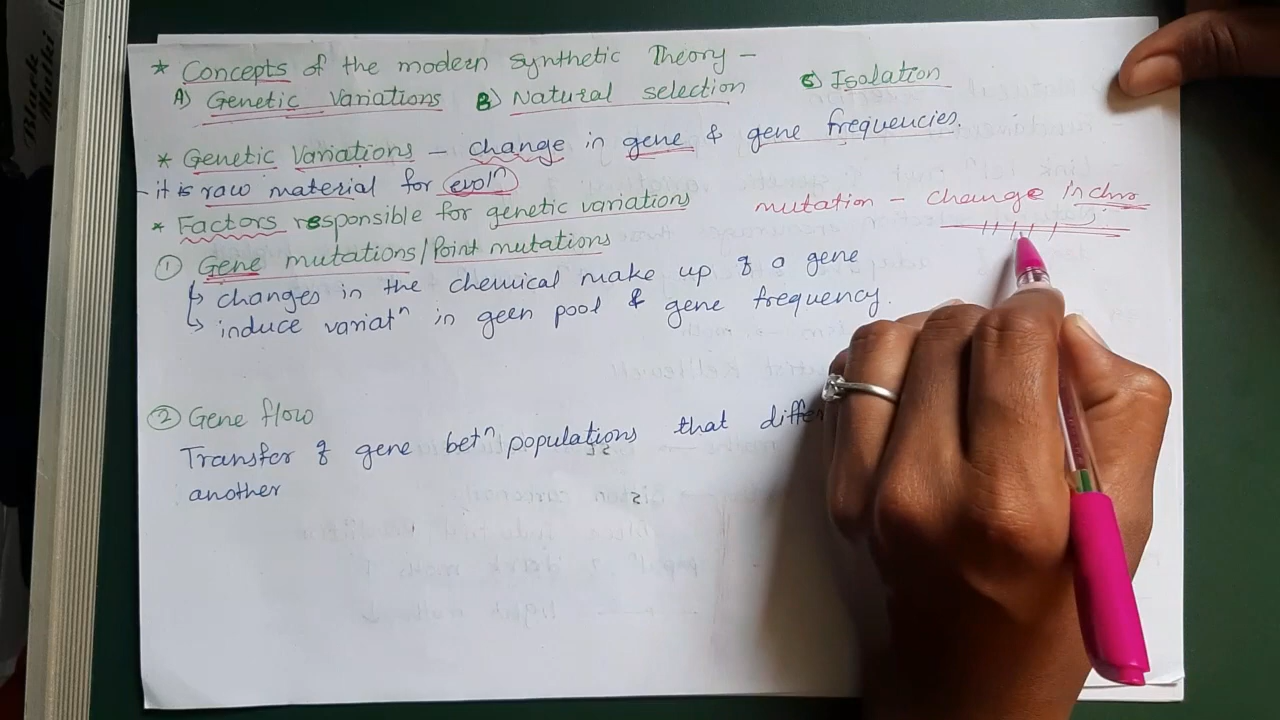 * Concepts of the modern synthetic Theory –
A) Genetic Variations B) Natural selection C) Isolation
* Genetic Variations – change in gene & gene frequencies.
- it is raw material for evolⁿ
* Factors responsible for genetic variations
mutation – change in chro
① Gene mutations/Point mutations
↳ changes in the chemical make up of a gene
↳ induce variatⁿ in geen pool & gene frequency.
② Gene flow
Transfer of gene betⁿ populations that differ
another
Black